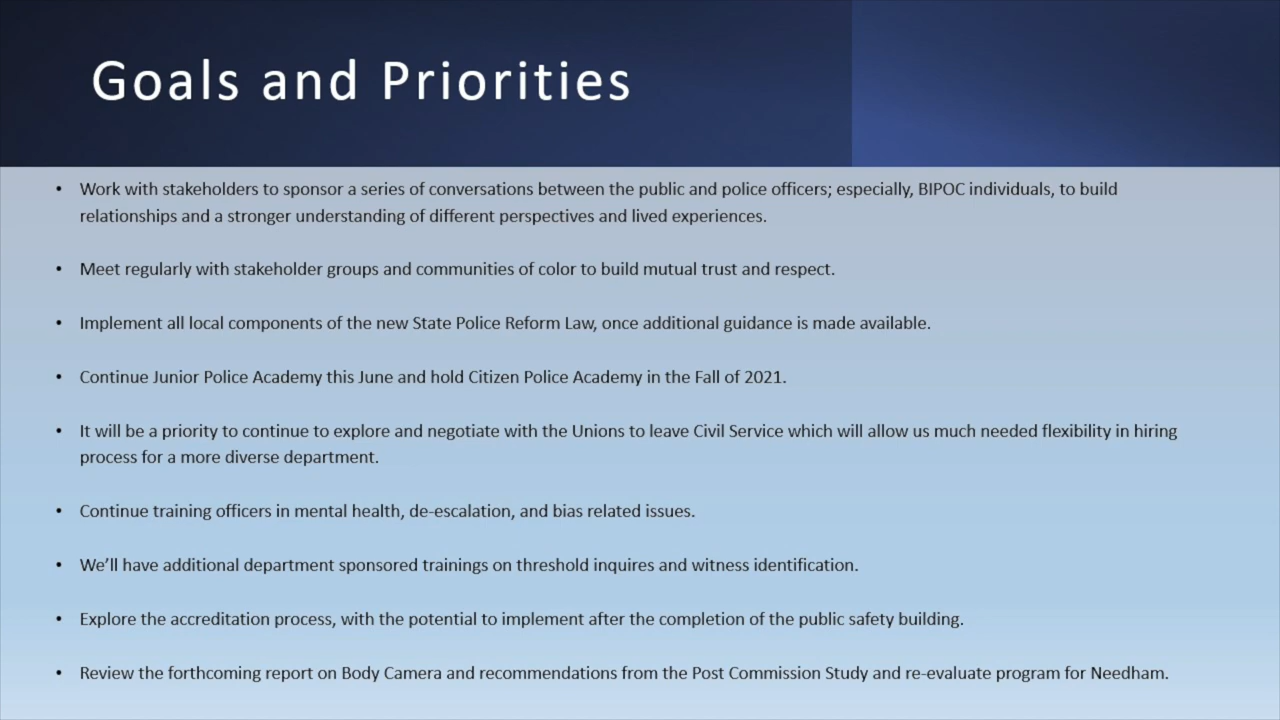 Goals and Priorities
• Work with stakeholders to sponsor a series of conversations between the public and police officers; especially, BIPOC individuals, to build
relationships and a stronger understanding of different perspectives and lived experiences.
• Meet regularly with stakeholder groups and communities of color to build mutual trust and respect.
• Implement all local components of the new State Police Reform Law, once additional guidance is made available.
• Continue Junior Police Academy this June and hold Citizen Police Academy in the Fall of 2021.
• It will be a priority to continue to explore and negotiate with the Unions to leave Civil Service which will allow us much needed flexibility in hiring
process for a more diverse department.
• Continue training officers in mental health, de-escalation, and bias related issues.
• We’ll have additional department sponsored trainings on threshold inquires and witness identification.
• Explore the accreditation process, with the potential to implement after the completion of the public safety building.
• Review the forthcoming report on Body Camera and recommendations from the Post Commission Study and re-evaluate program for Needham.